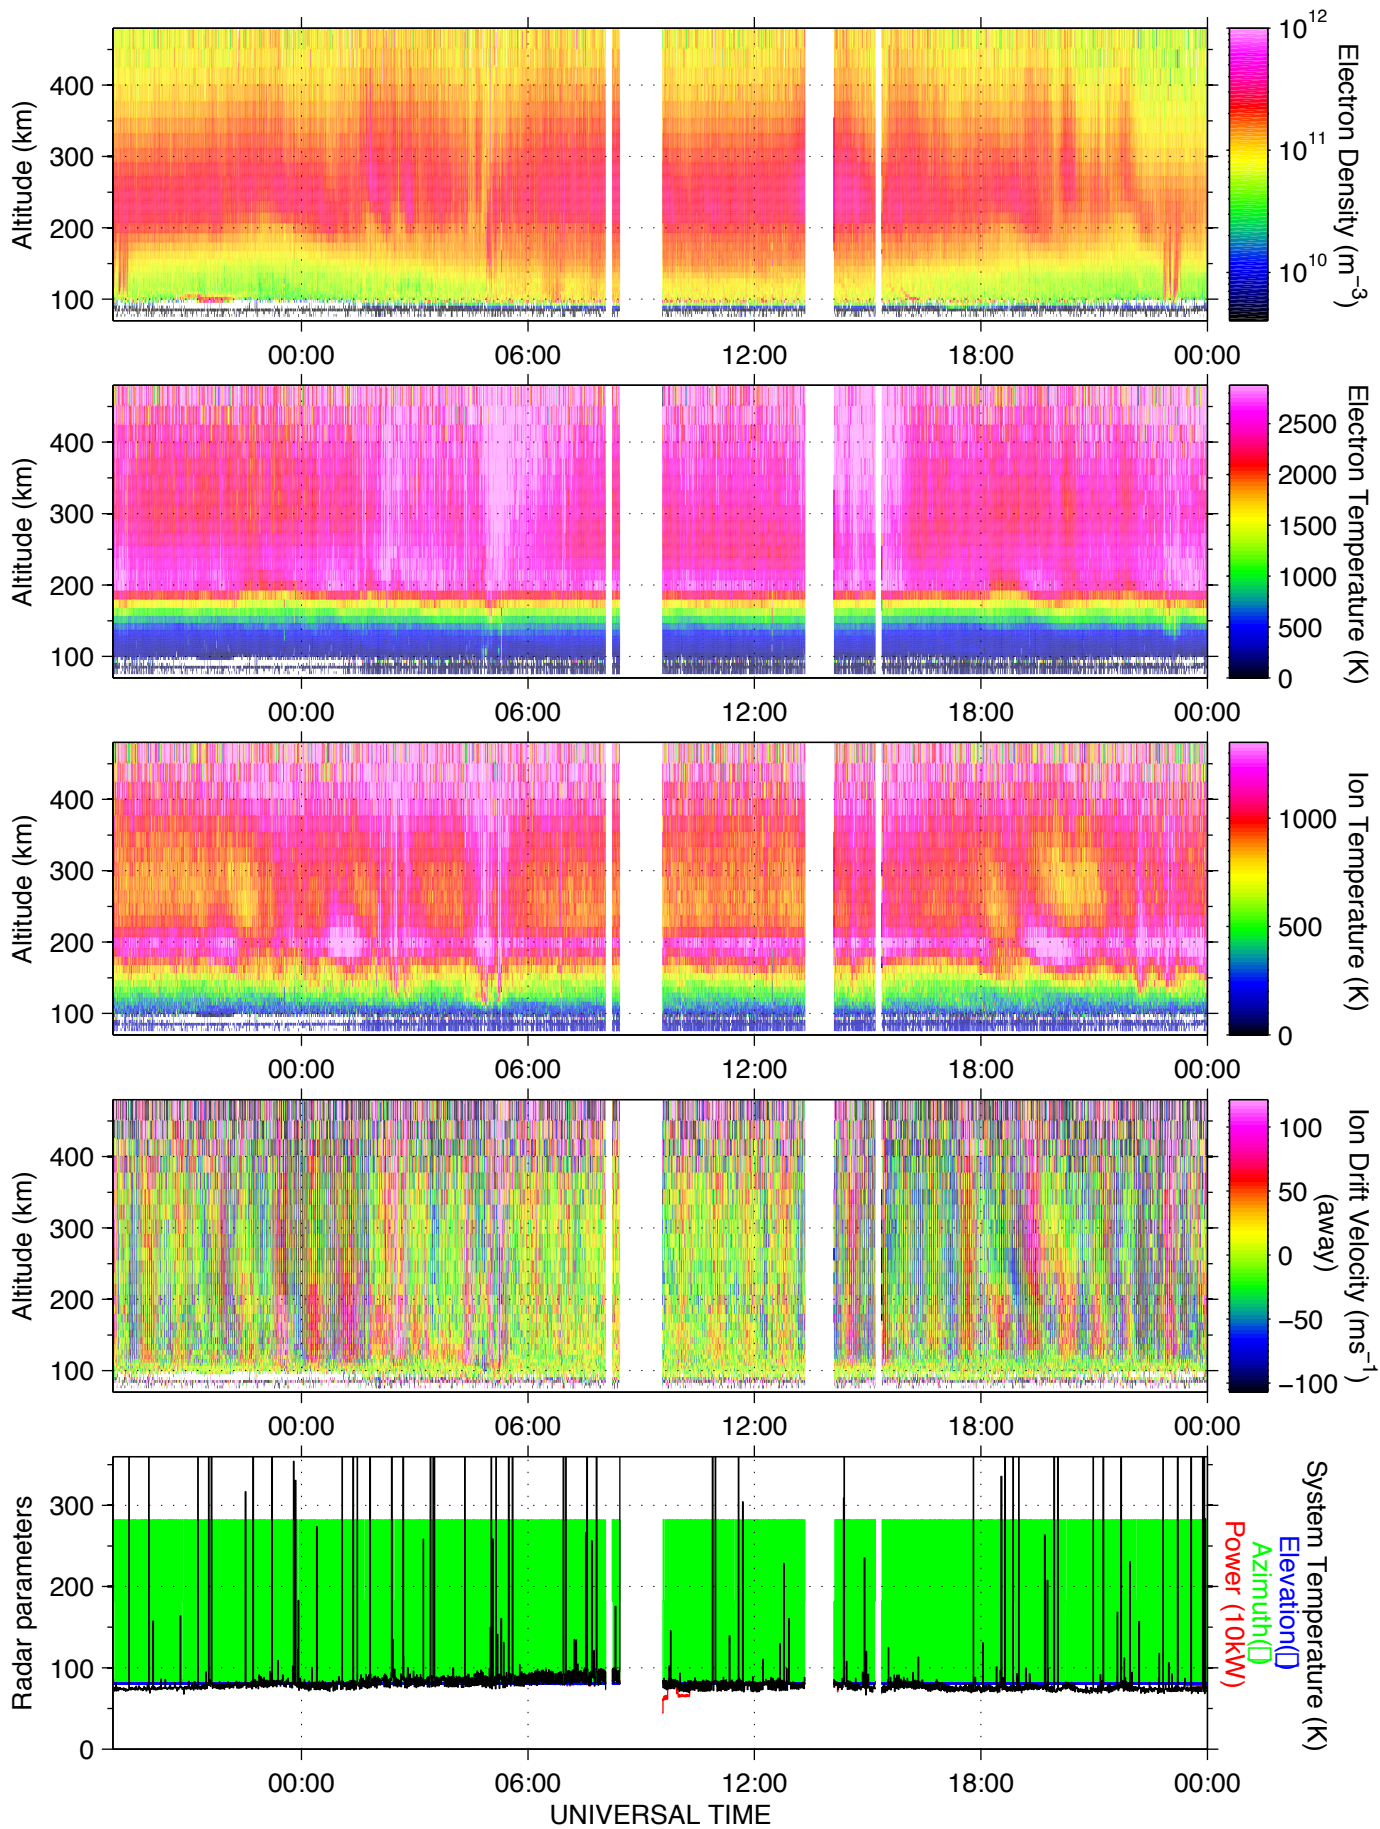 400
300
200
100
Altitude (km)
10¹²
10¹¹
10¹⁰
Electron Density (m⁻³)
00:00 06:00 12:00 18:00 00:00
400
300
200
100
Altitude (km)
2500
2000
1500
1000
500
0
Electron Temperature (K)
00:00 06:00 12:00 18:00 00:00
400
300
200
100
Altitude (km)
1000
500
0
Ion Temperature (K)
00:00 06:00 12:00 18:00 00:00
400
300
200
100
Altitude (km)
100
50
0
−50
−100
Ion Drift Velocity (ms⁻¹)
(away)
00:00 06:00 12:00 18:00 00:00
300
200
100
0
Radar parameters
System Temperature (K)
Elevation(▯)
Azimuth(▯)
Power (10kW)
00:00 06:00 12:00 18:00 00:00
UNIVERSAL TIME